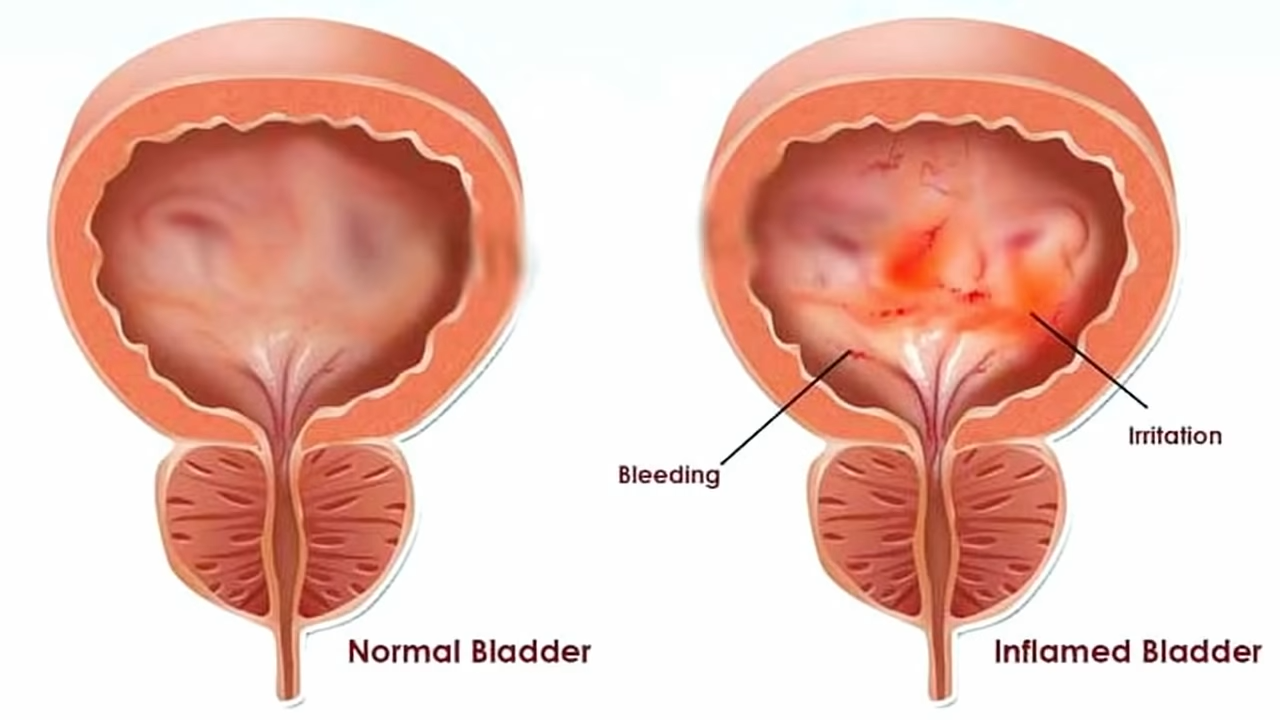 Irritation
Bleeding
Normal Bladder
Inflamed Bladder